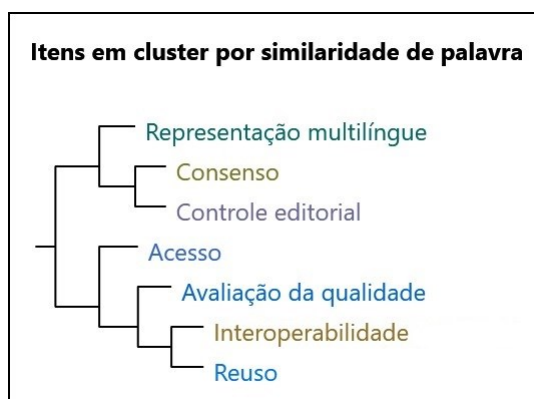 Itens em cluster por similaridade de palavra
Representação multilíngue
Consenso
Controle editorial
Acesso
Avaliação da qualidade
Interoperabilidade
Reuso